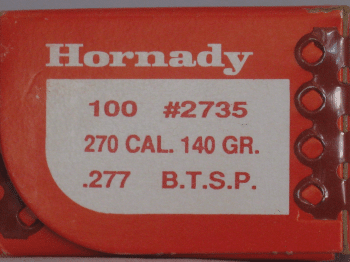 Hornady
100 #2735
270 CAL. 140 GR.
.277 B.T.S.P.